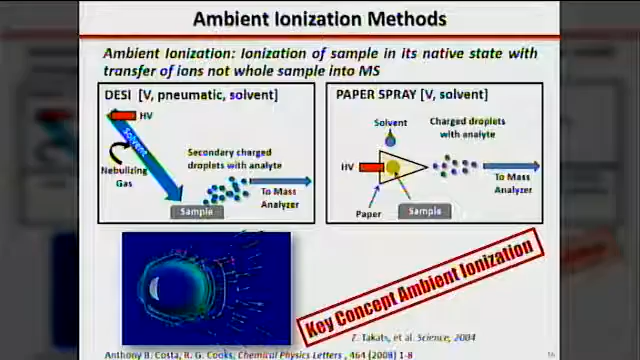 Ambient Ionization Methods
Ambient Ionization: Ionization of sample in its native state with
transfer of ions not whole sample into MS
DESI [V, pneumatic, solvent]
HV
Solvent
Nebulizing
Gas
Secondary charged
droplets with analyte
To Mass
Analyzer
Sample
PAPER SPRAY [V, solvent]
Solvent
Charged droplets
with analyte
HV
To Mass
Analyzer
Paper
Sample
Key Concept Ambient Ionization
Z. Takats, et al. Science, 2004
Anthony B. Costa, R. G. Cooks, Chemical Physics Letters , 464 (2008) 1-8